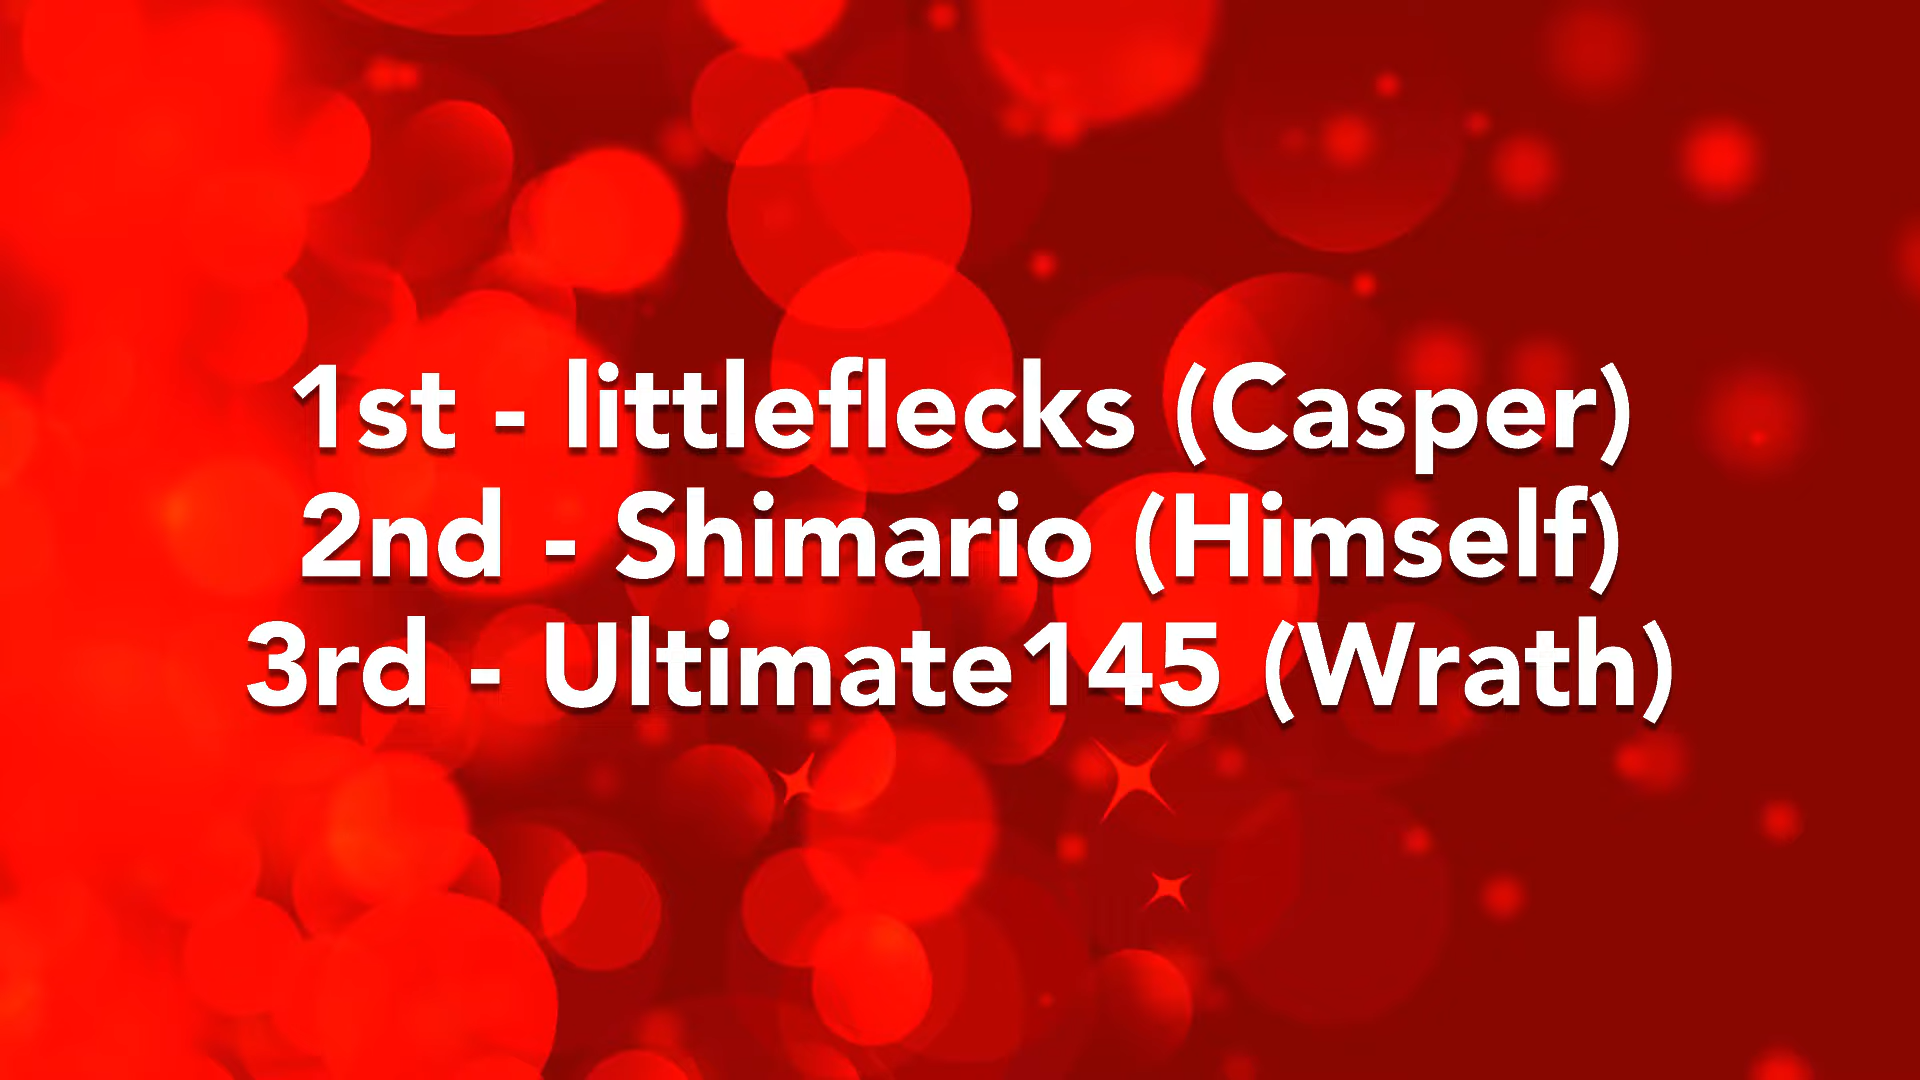 1st - littleflecks (Casper)
2nd - Shimario (Himself)
3rd - Ultimate145 (Wrath)